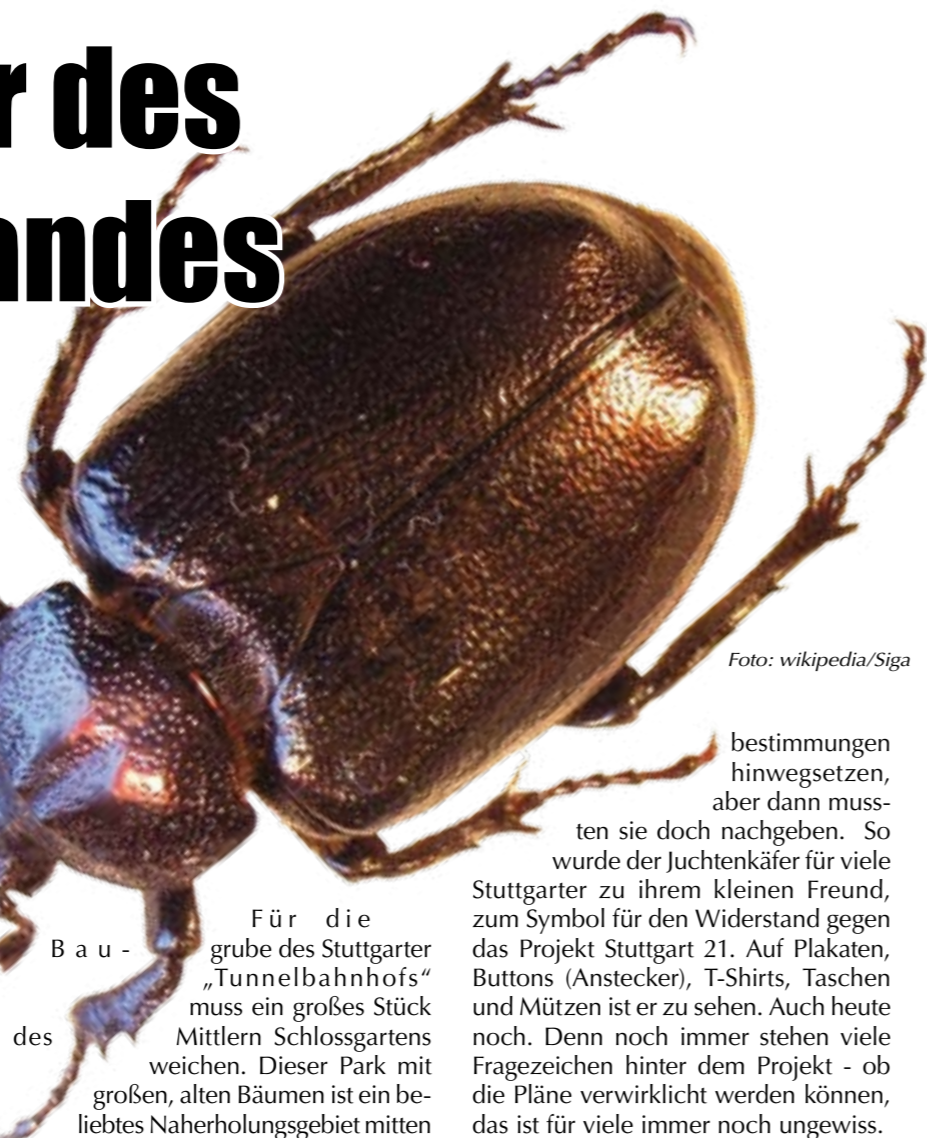 r des
andes
Foto: wikipedia/Siga
Für die
Bau-
grube des Stuttgarter
„Tunnelbahnhofs“
muss ein großes Stück
des Mittlern Schlossgartens
weichen. Dieser Park mit
großen, alten Bäumen ist ein be-
liebtes Naherholungsgebiet mitten
bestimmungen
hinwegsetzen,
aber dann muss-
ten sie doch nachgeben. So
wurde der Juchtenkäfer für viele
Stuttgarter zu ihrem kleinen Freund,
zum Symbol für den Widerstand gegen
das Projekt Stuttgart 21. Auf Plakaten,
Buttons (Anstecker), T-Shirts, Taschen
und Mützen ist er zu sehen. Auch heute
noch. Denn noch immer stehen viele
Fragezeichen hinter dem Projekt - ob
die Pläne verwirklicht werden können,
das ist für viele immer noch ungewiss.